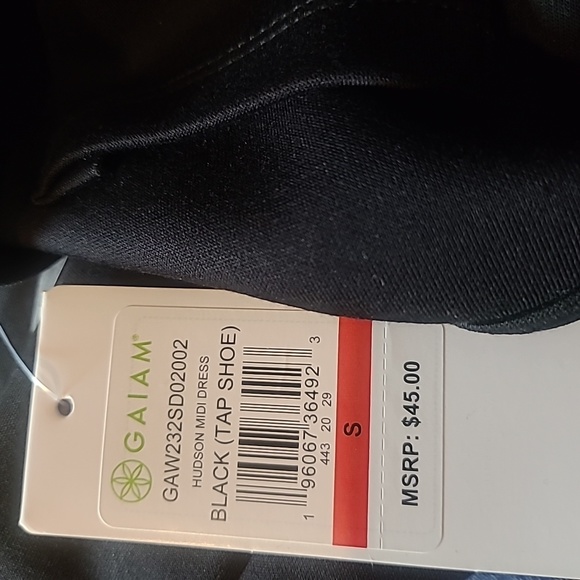 GAIAM®
GAW232SD02002
HUDSON MIDI DRESS
BLACK (TAP SHOE)
1 96067 36492 3
443 20 29
S
MSRP: $45.00